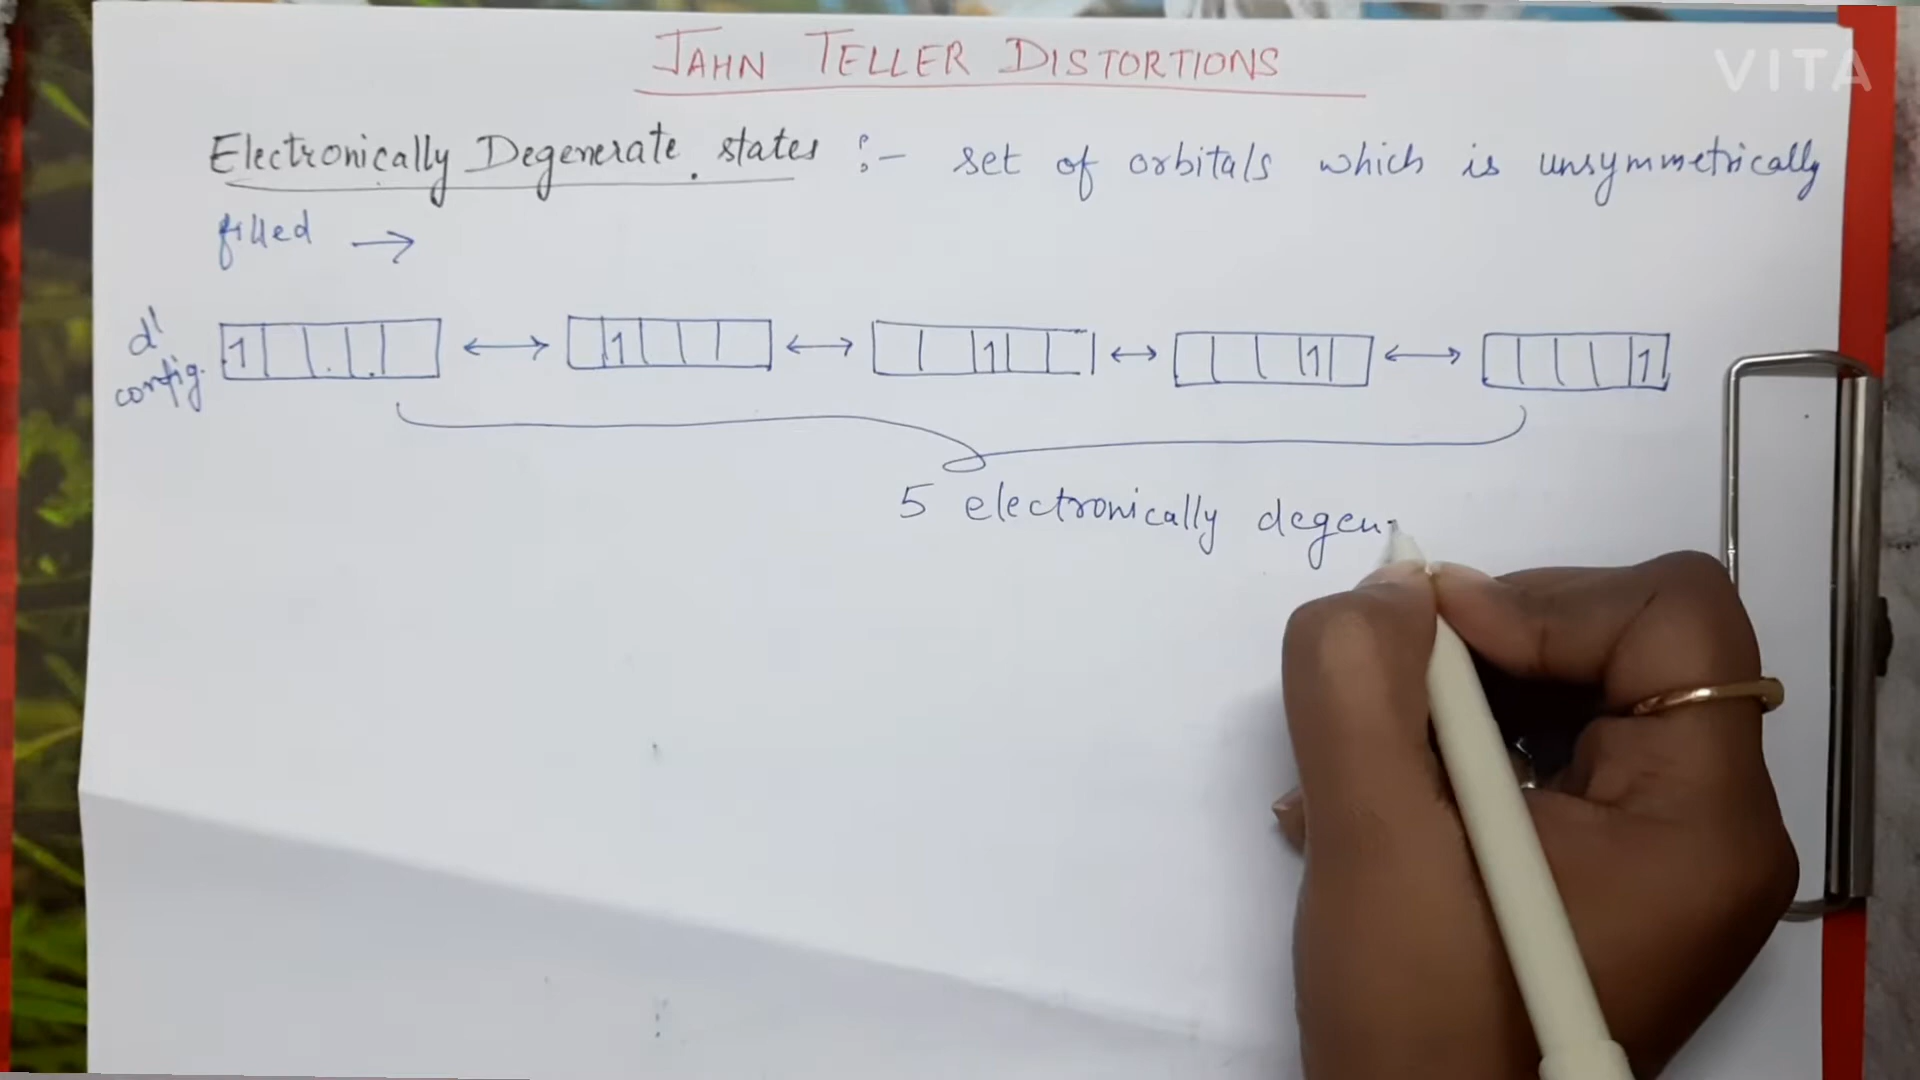 JAHN TELLER DISTORTIONS
VITA
Electronically Degenerate states :- set of orbitals which is unsymmetrically
filled →
d¹
config. 1 ↔ 1 ↔ 1 ↔ 1 ↔ 1
5 electronically degen